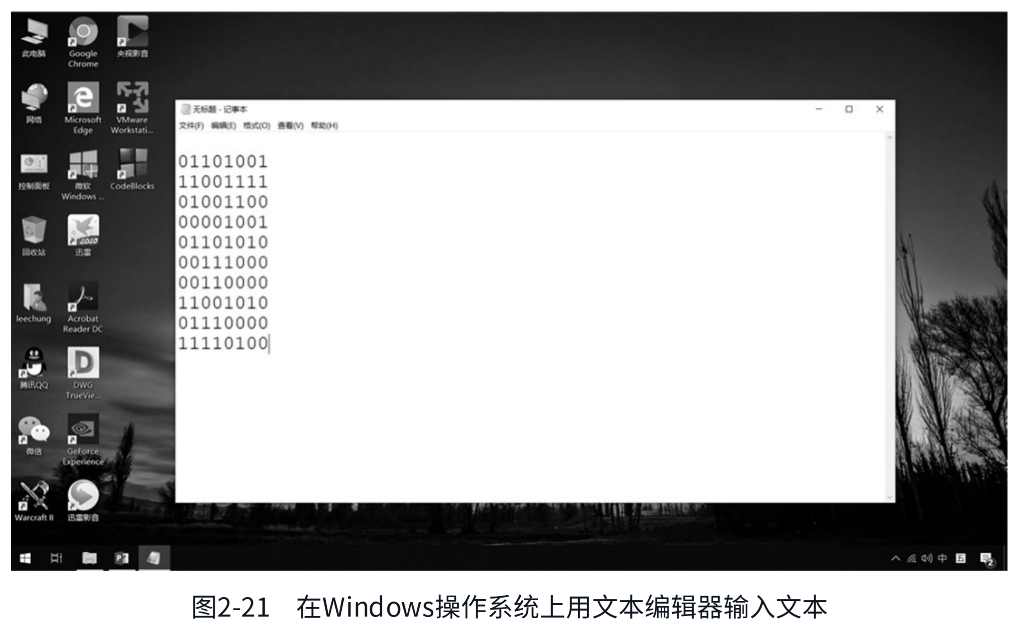 此电脑
Google
Chrome
央视影音
网络
Microsoft
Edge
VMware
Workstati...
控制面板
微软
Windows ...
CodeBlocks
回收站
迅雷
leechung
Acrobat
Reader DC
腾讯QQ
DWG
TrueVie...
微信
GeForce
Experience
Warcraft II
迅雷影音
无标题 - 记事本
文件(F) 编辑(E) 格式(O) 查看(V) 帮助(H)
01101001
11001111
01001100
00001001
01101010
00111000
00110000
11001010
01110000
11110100
中
五
2
图2-21 在Windows操作系统上用文本编辑器输入文本